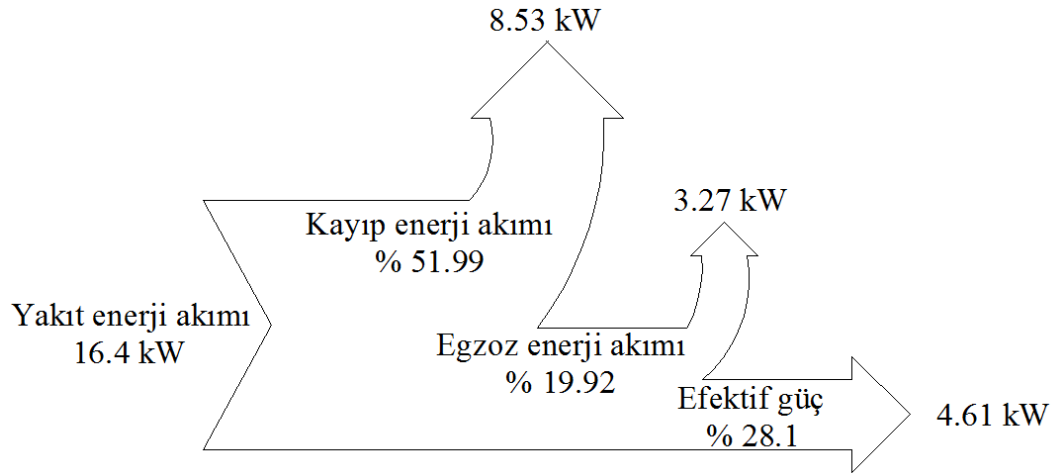 8.53 kW
3.27 kW
Kayıp enerji akımı
% 51.99
Yakıt enerji akımı
16.4 kW
Egzoz enerji akımı
% 19.92
Efektif güç
% 28.1
4.61 kW